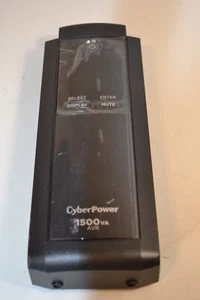 SELECT ENTER
DISPLAY MUTE
CyberPower
1500VA
AVR